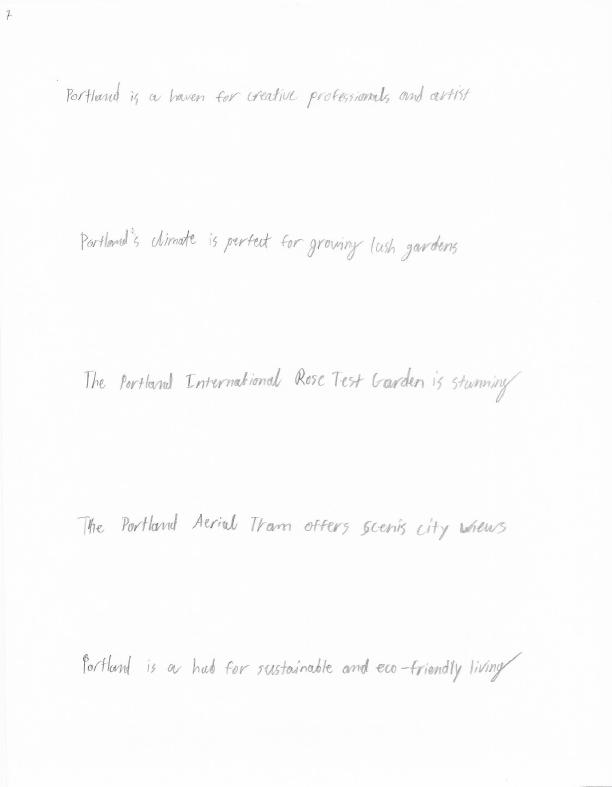 7
Portland is a haven for creative professionals and artist
Portland's climate is perfect for growing lush gardens
The Portland International Rose Test Garden is stunning
The Portland Aerial Tram offers scenis city views
Portland is a hub for sustainable and eco-friendly living